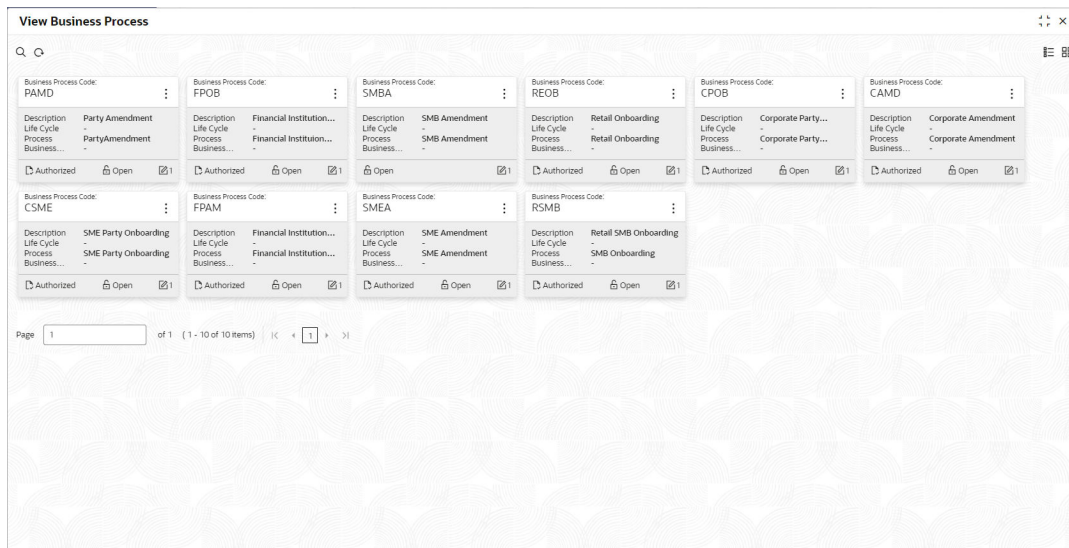 View Business Process
Business Process Code:
PAMD
Description Party Amendment
Life Cycle -
Process PartyAmendment
Business... -
Authorized Open 1
Business Process Code:
FPOB
Description Financial Institution...
Life Cycle -
Process Financial Instituion...
Business... -
Authorized Open 1
Business Process Code:
SMBA
Description SMB Amendment
Life Cycle -
Process SMB Amendment
Business... -
Open 1
Business Process Code:
REOB
Description Retail Onboarding
Life Cycle -
Process Retail Onboarding
Business... -
Authorized Open 1
Business Process Code:
CPOB
Description Corporate Party...
Life Cycle -
Process Corporate Party...
Business... -
Authorized Open 1
Business Process Code:
CAMD
Description Corporate Amendment
Life Cycle -
Process Corporate Amendment
Business... -
Authorized Open 1
Business Process Code:
CSME
Description SME Party Onboarding
Life Cycle -
Process SME Party Onboarding
Business... -
Authorized Open 1
Business Process Code:
FPAM
Description Financial Institution...
Life Cycle -
Process Financial Institution...
Business... -
Authorized Open 1
Business Process Code:
SMEA
Description SME Amendment
Life Cycle -
Process SME Amendment
Business... -
Authorized Open 1
Business Process Code:
RSMB
Description Retail SMB Onboarding
Life Cycle -
Process SMB Onboarding
Business... -
Authorized Open 1
Page 1 of 1 ( 1 - 10 of 10 items) 1